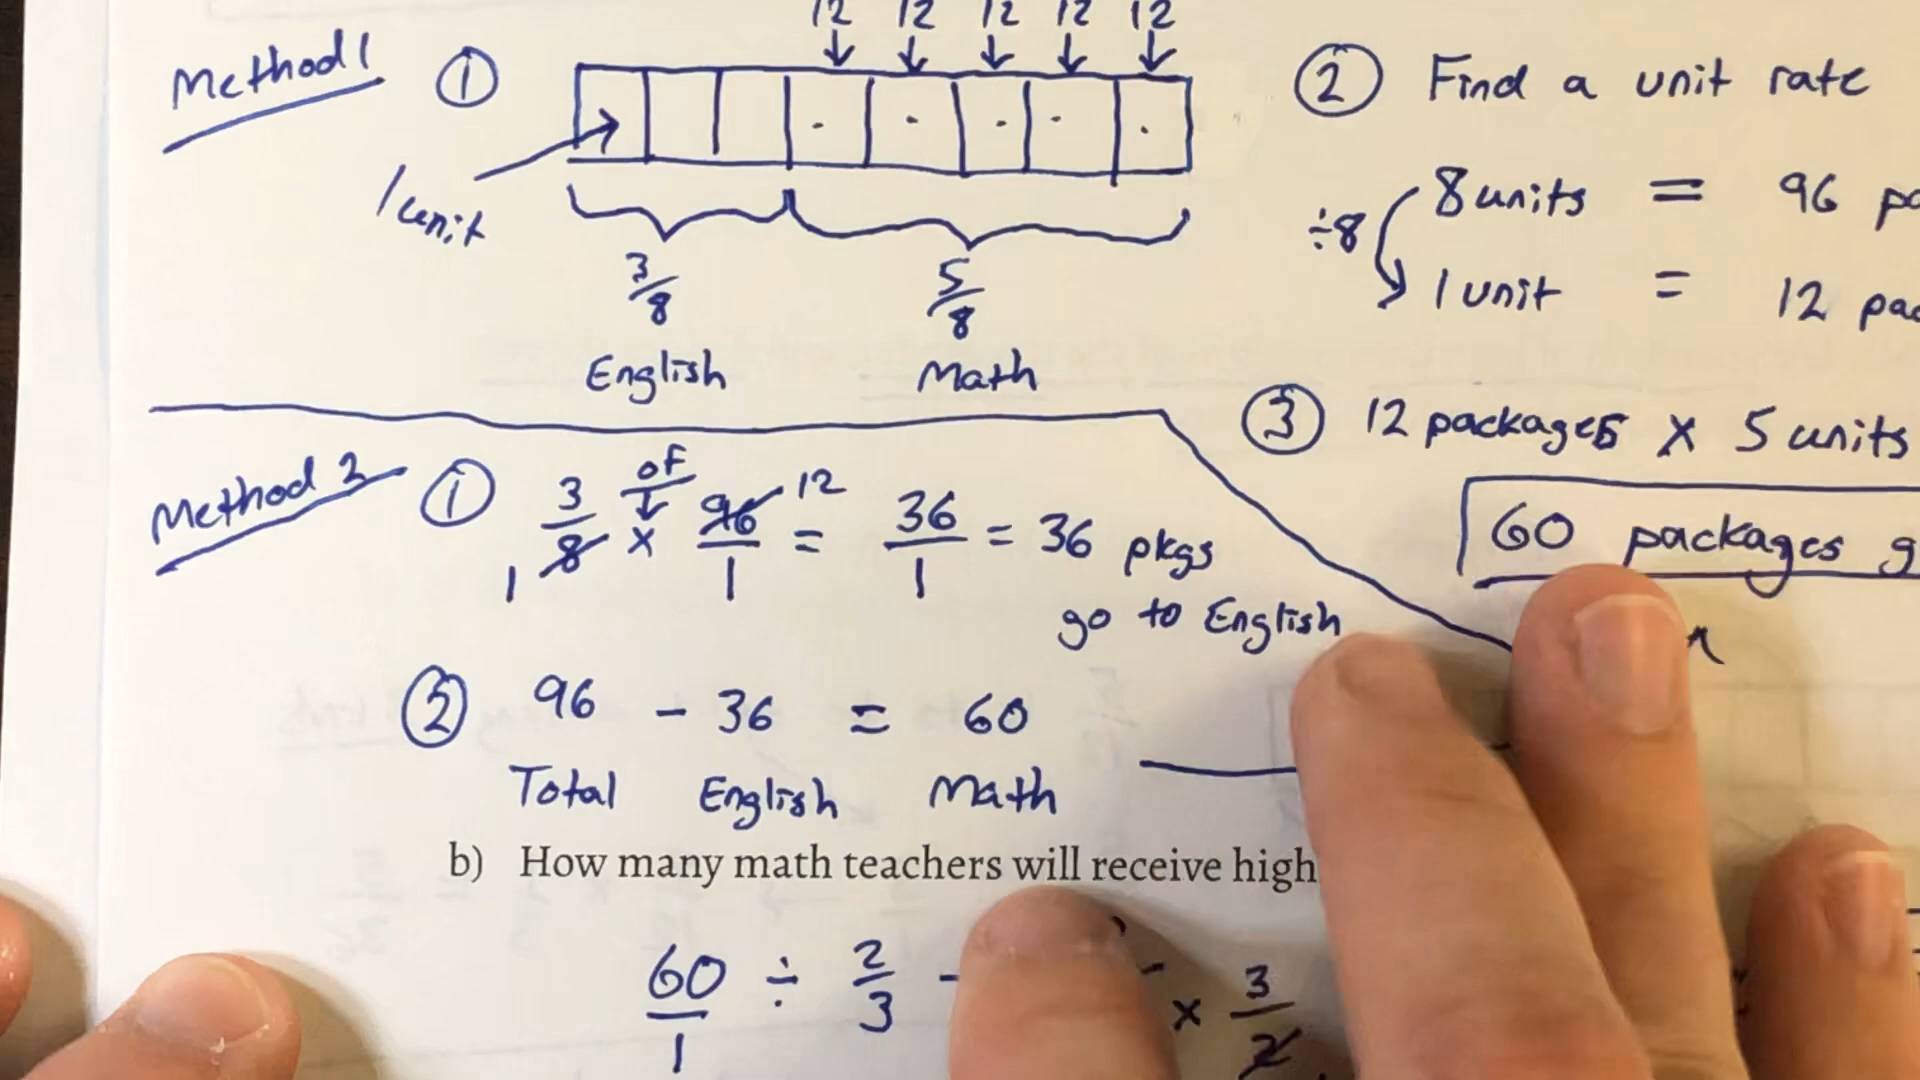 Method 1
①
12 12 12 12 12
1 unit
3/8
5/8
English
Math
② Find a unit rate
÷8
8 units = 96
1 unit = 12
③ 12 packages x 5 units
60 packages
Method 2
① 3/8 of x 96/1 = 36/1 = 36 pkgs
12
1
go to English
② 96 - 36 = 60
Total English Math
b) How many math teachers will receive high
60/1 ÷ 2/3 x 3/2